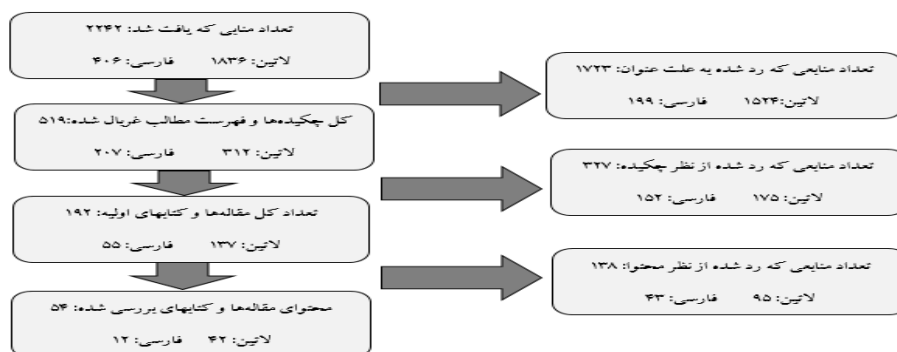 تعداد منابی که یافت شد: ۲۲۴۲
لاتین: ۱۸۳۶ فارسی: ۴۰۶
تعداد منابعی که رد شده به علت عنوان: ۱۷۲۳
لاتین:۱۵۲۴ فارسی: ۱۹۹
کل چکیده‌ها و فهرست مطالب غربال شده:۵۱۹
لاتین: ۳۱۲ فارسی: ۲۰۷
تعداد منابعی که رد شده از نظر چکیده: ۳۲۷
لاتین: ۱۷۵ فارسی: ۱۵۲
تعداد کل مقاله‌ها و کتابهای اولیه: ۱۹۲
لاتین: ۱۳۷ فارسی: ۵۵
تعداد منابعی که رد شده از نظر محتوا: ۱۳۸
لاتین: ۹۵ فارسی: ۴۳
محتوای مقاله‌ها و کتابهای بررسی شده: ۵۴
لاتین: ۴۲ فارسی: ۱۲